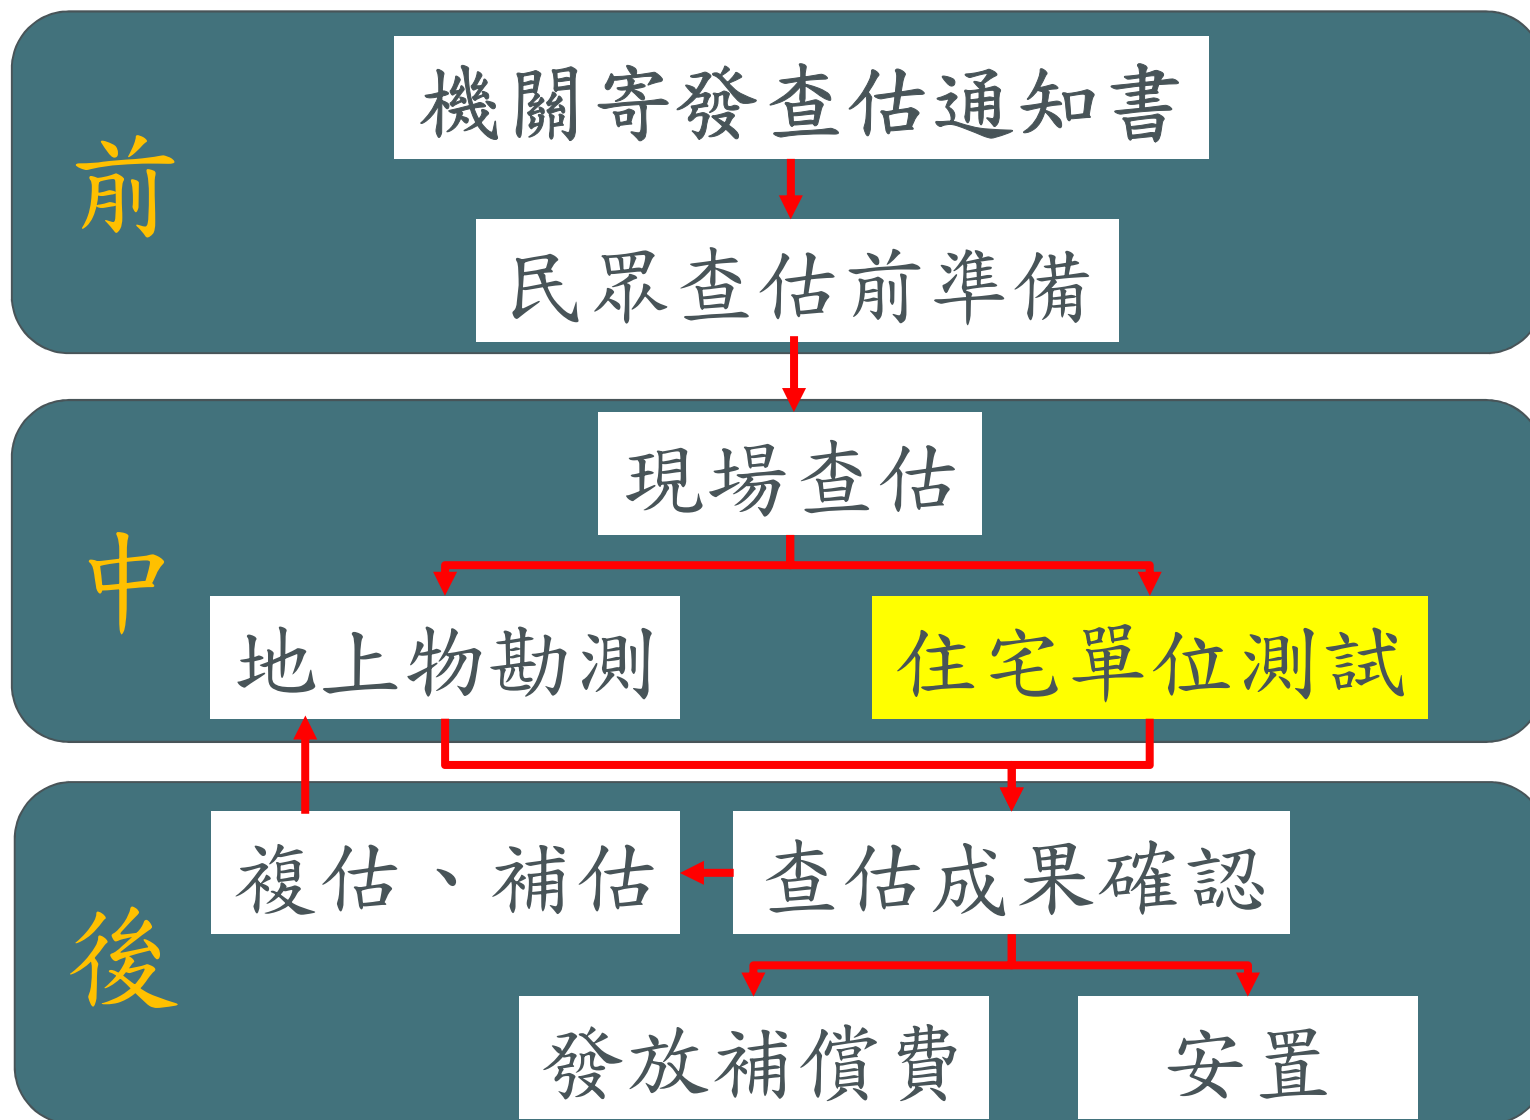 前
機關寄發查估通知書
民眾查估前準備
中
現場查估
地上物勘測
住宅單位測試
後
複估、補估
查估成果確認
發放補償費
安置